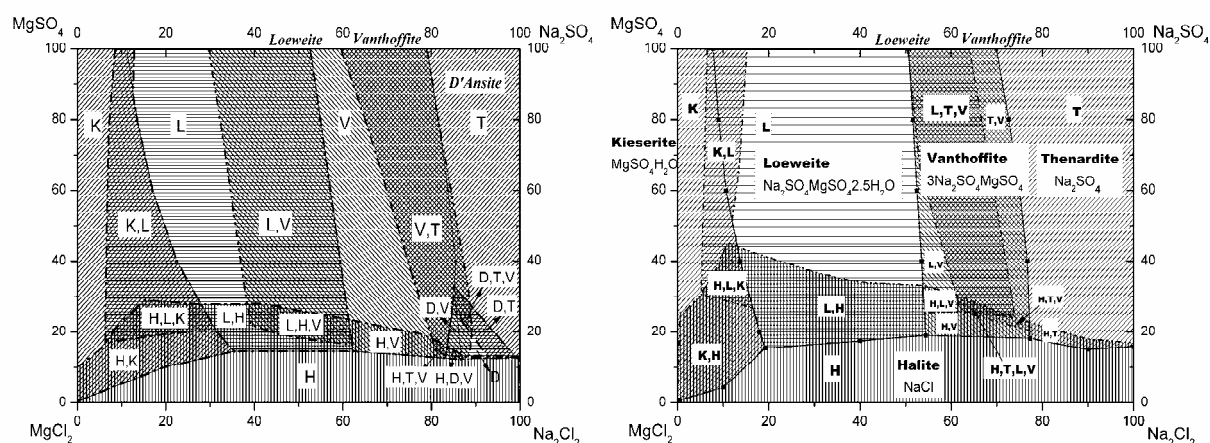 MgSO4 0 20 Loewite 40 Vanthoffite 60 80 100 Na2SO4
100 100
D'Ansite
80 K L V T 80
60 60
K,L L,V V,T
40 40
D,T,V
D,V D,T
20 H,L,K L,H L,H,V H,V 20
H,K
H H,T,V H,D,V D
0 0
0 20 40 60 80 100
MgCl2 Na2Cl2
MgSO4 0 20 40 Loeweite Vanthoffite 60 80 100 Na2SO4
100 100
K L,T,V T,V T
80 L 80
Kieserite K,L
MgSO4H2O Loeweite Vanthoffite Thenardite
60 Na2SO4MgSO42.5H2O 3Na2SO4MgSO4 Na2SO4 60
40 L,V 40
H,L,K H,L,V H,T,V
L,H
20 H,V H,T 20
K,H
H Halite H,T,L,V
NaCl
0 0
0 20 40 60 80 100
MgCl2 Na2Cl2